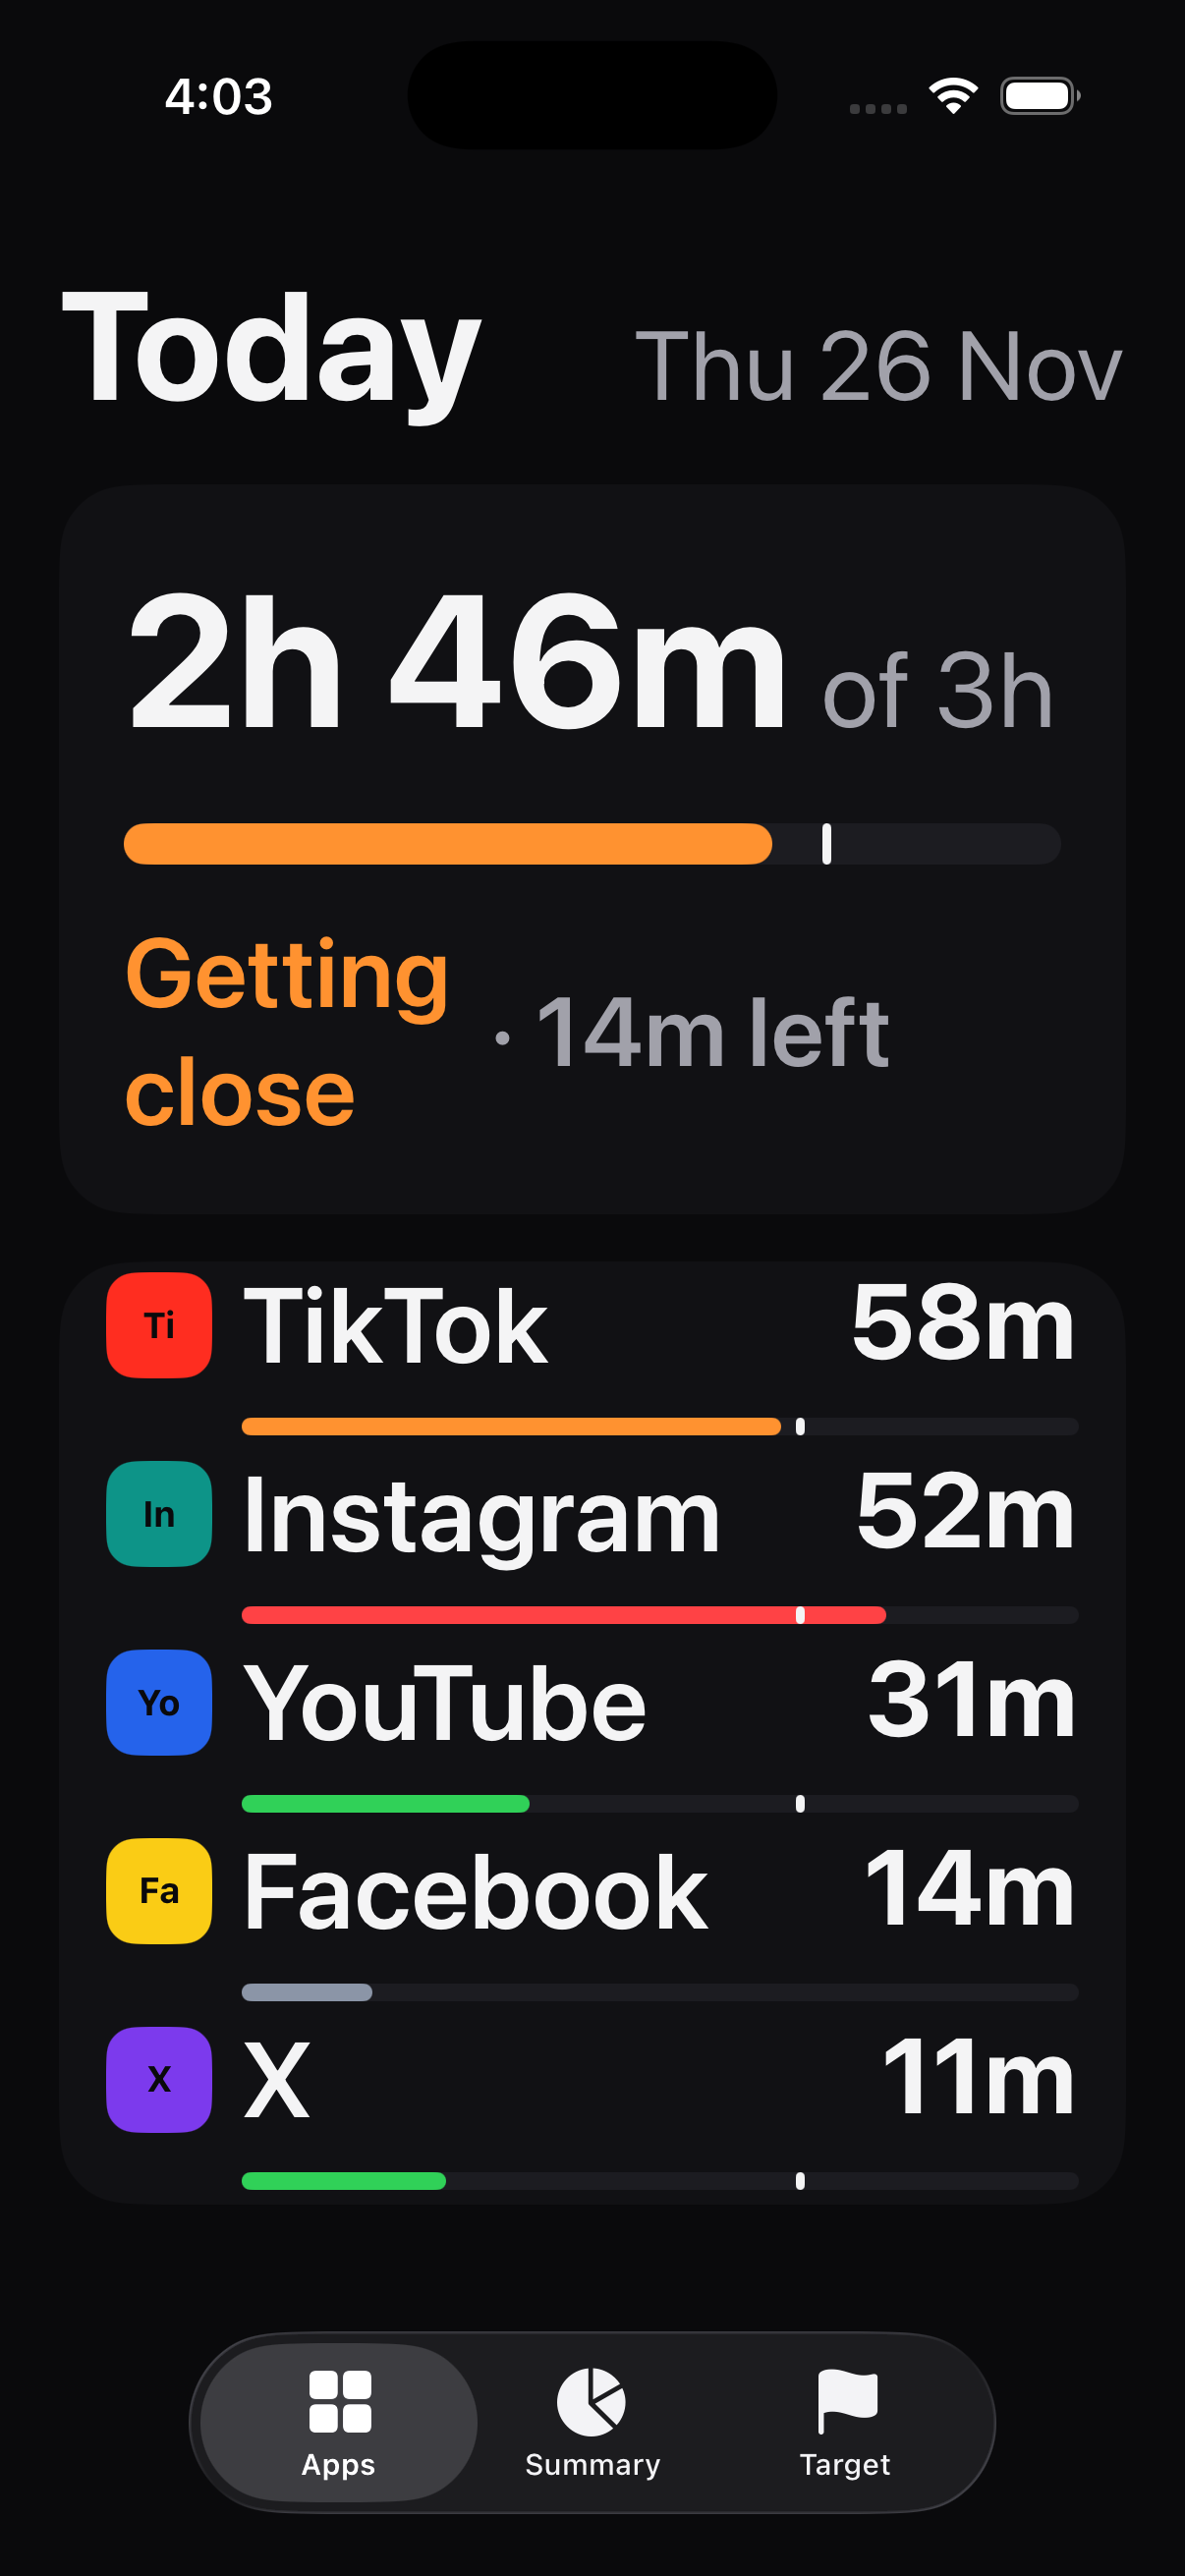 4:03
Today Thu 26 Nov
2h 46m of 3h
Getting
close · 14m left
Ti TikTok 58m
In Instagram 52m
Yo YouTube 31m
Fa Facebook 14m
X X 11m
Apps Summary Target